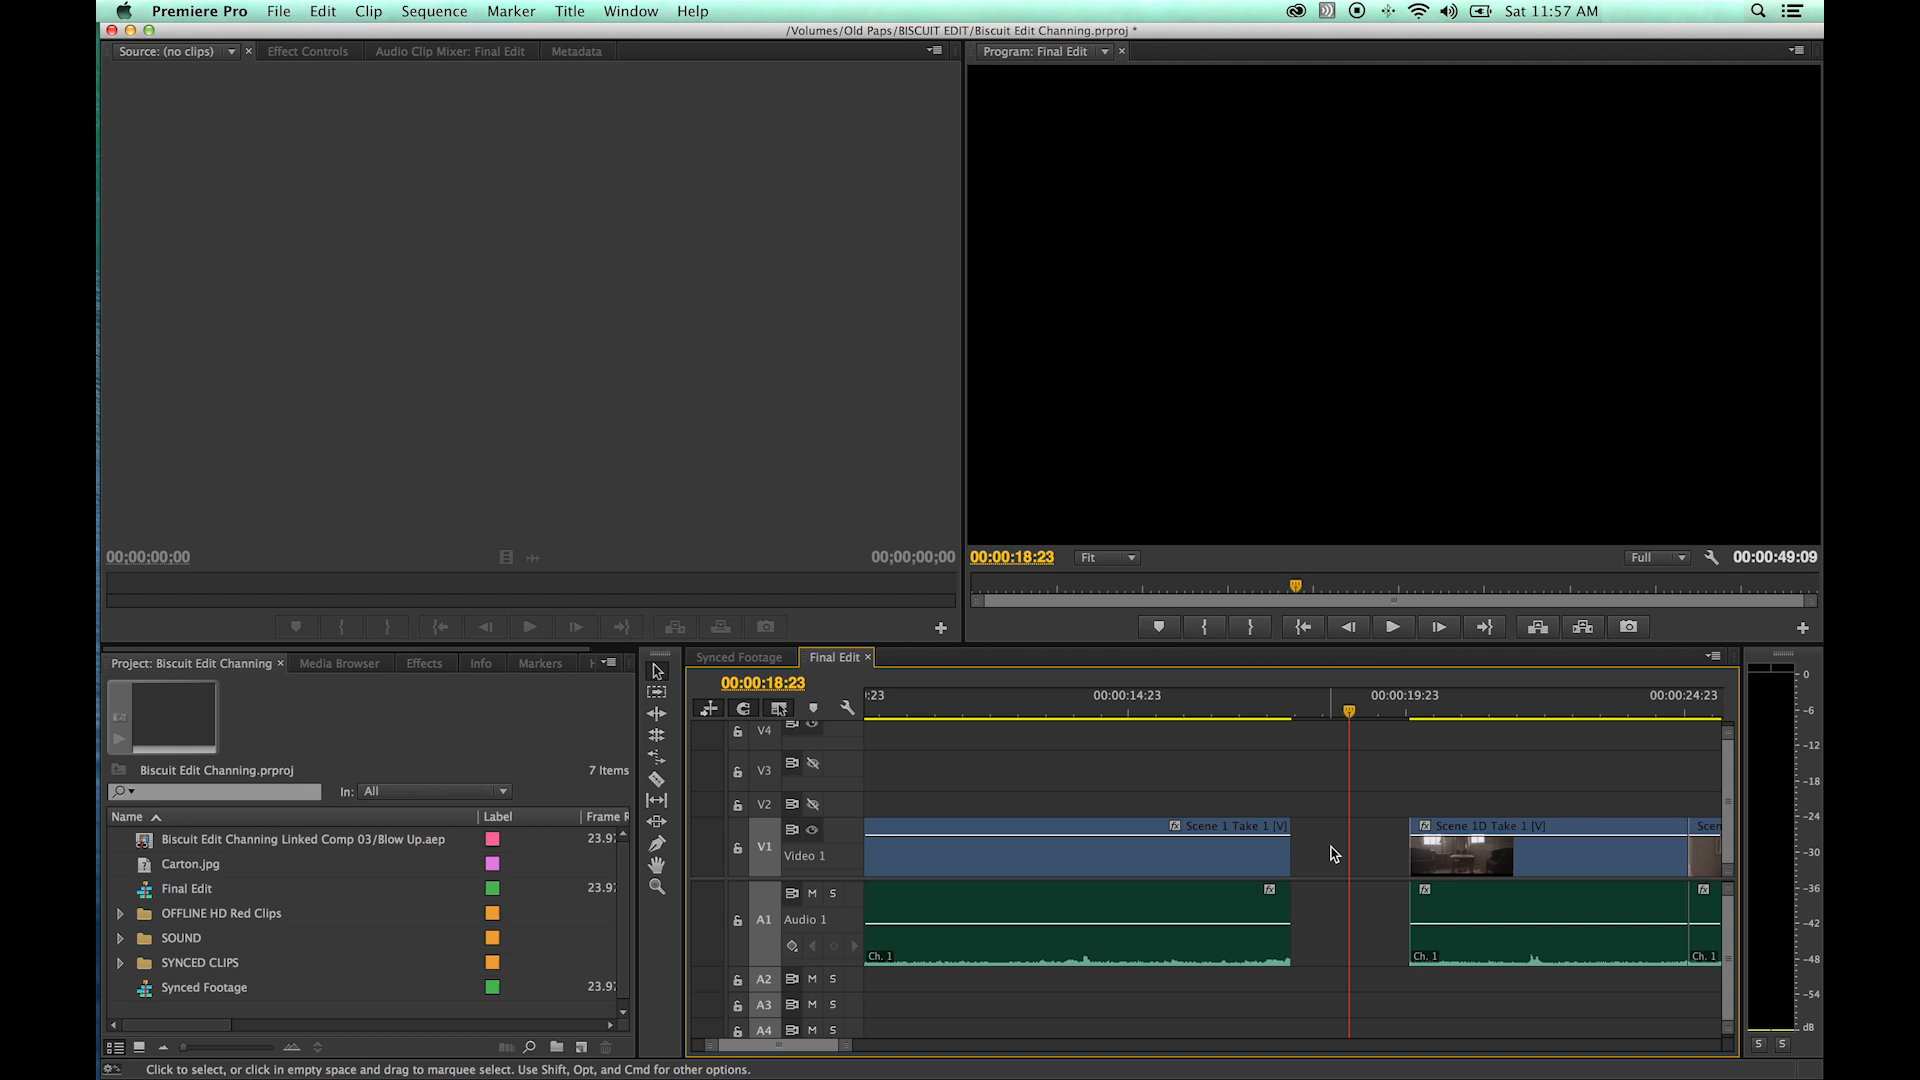 Premiere Pro File Edit Clip Sequence Marker Title Window Help Sat 11:57 AM
/Volumes/Old Paps/BISCUIT EDIT/Biscuit Edit Channing.prproj *
Source: (no clips) × Effect Controls Audio Clip Mixer: Final Edit Metadata
Program: Final Edit ×
00;00;00;00 00;00;00;00
00:00:18:23 Fit Full 00:00:49:09
Project: Biscuit Edit Channing × Media Browser Effects Info Markers H
Biscuit Edit Channing.prproj 7 Items
In: All
Name Label Frame R
Biscuit Edit Channing Linked Comp 03/Blow Up.aep 23.97
Carton.jpg
Final Edit 23.97
OFFLINE HD Red Clips
SOUND
SYNCED CLIPS
Synced Footage 23.97
Synced Footage Final Edit ×
00:00:18:23
:23 00:00:14:23 00:00:19:23 00:00:24:23
V4
V3
V2
V1 Video 1
fx Scene 1 Take 1 [V] fx Scene 1D Take 1 [V] Scen
A1 Audio 1 M S
fx fx fx
Ch. 1 Ch. 1 Ch. 1
A2 M S
A3 M S
A4 M S
0
-6
-12
-18
-24
-30
-36
-42
-48
-54
dB
S S
Click to select, or click in empty space and drag to marquee select. Use Shift, Opt, and Cmd for other options.